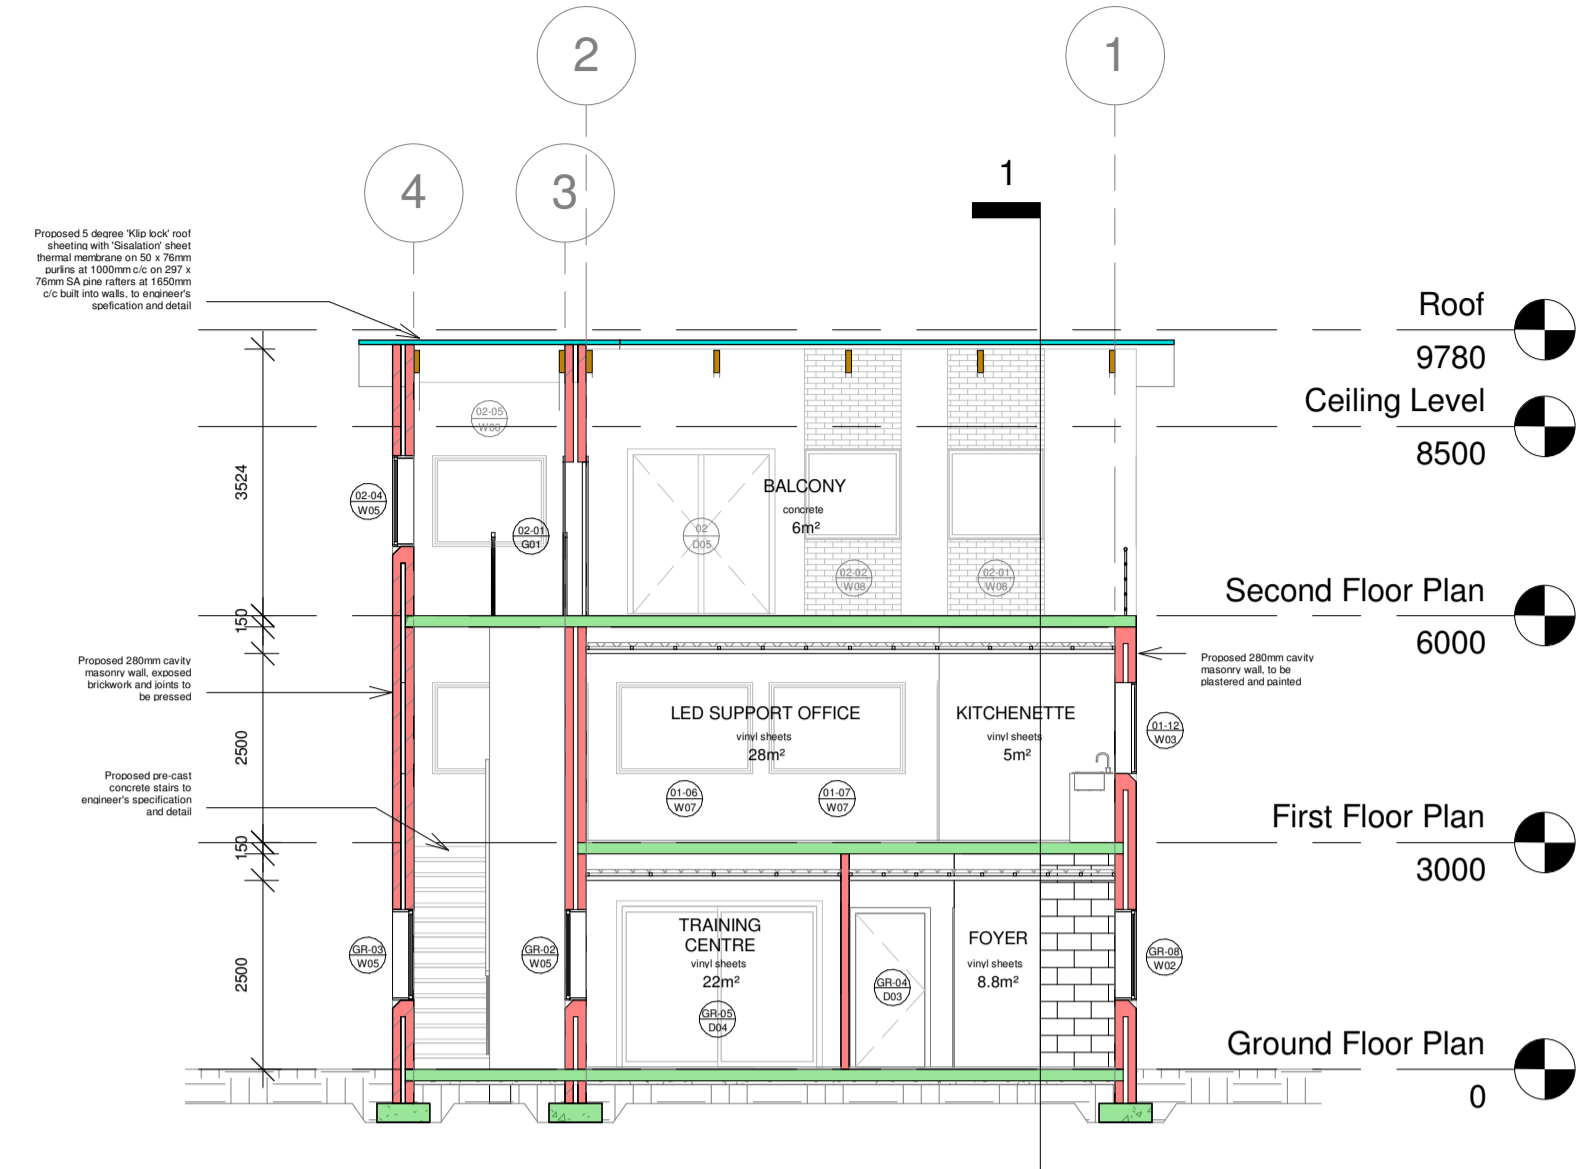 2
1
4
3
1
Proposed 5 degree 'Klip lock' roof
sheeting with 'Sisalation' sheet
thermal membrane on 50 x 76mm
purlins at 1000mm c/c on 297 x
76mm SA pine rafters at 1650mm
c/c built into walls, to engineer's
spefication and detail
Roof
9780
Ceiling Level
8500
02-05
W06
3524
02-04
W05
02-01
G01
BALCONY
concrete
6m²
02
D05
02-02
W08
02-01
W08
Second Floor Plan
6000
150
Proposed 280mm cavity
masonry wall, exposed
brickwork and joints to
be pressed
Proposed 280mm cavity
masonry wall, to be
plastered and painted
LED SUPPORT OFFICE
vinyl sheets
28m²
KITCHENETTE
vinyl sheets
5m²
01-12
W03
2500
01-06
W07
01-07
W07
Proposed pre-cast
concrete stairs to
engineer's specification
and detail
First Floor Plan
3000
150
TRAINING
CENTRE
vinyl sheets
22m²
FOYER
vinyl sheets
8.8m²
GR-03
W05
GR-02
W05
GR-04
D03
GR-08
W02
2500
GR-05
D04
Ground Floor Plan
0